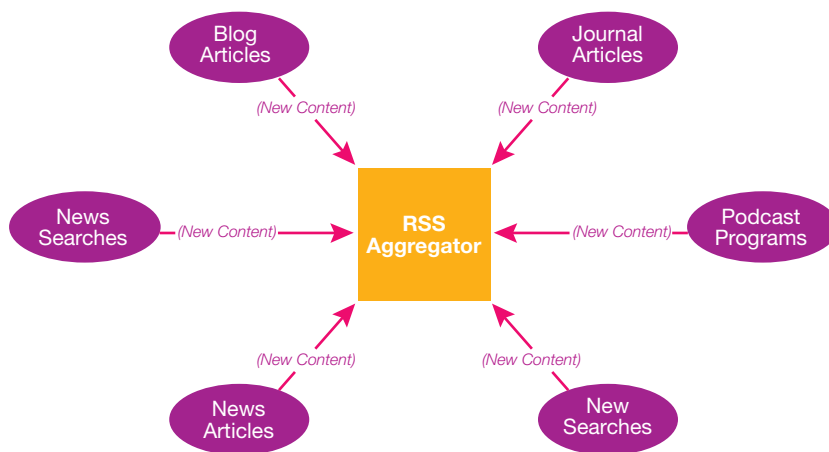 Blog
Articles
Journal
Articles
(New Content)
(New Content)
News
Searches
(New Content)
RSS
Aggregator
(New Content)
Podcast
Programs
(New Content)
(New Content)
News
Articles
New
Searches